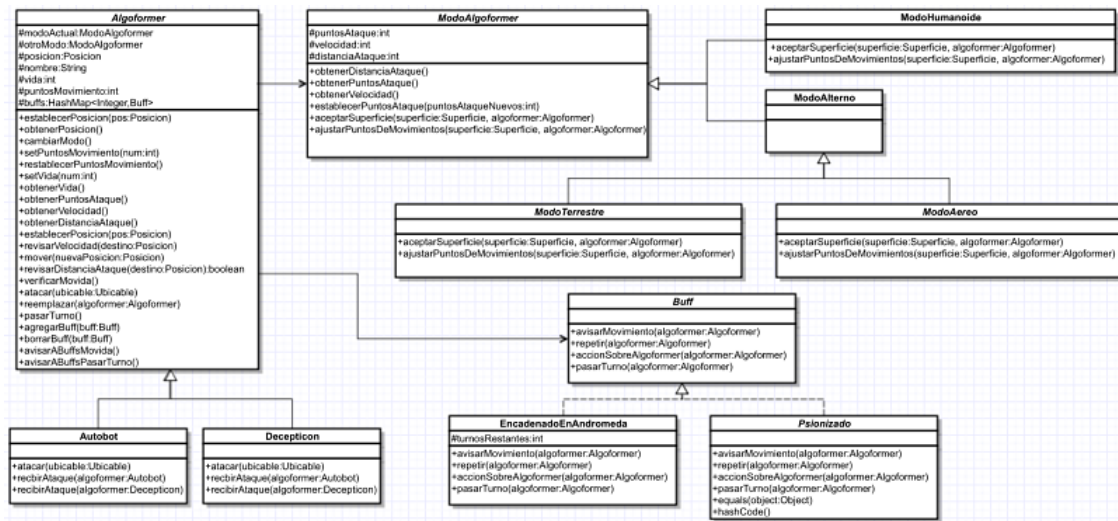 Algoformer
#modoActual:ModoAlgoformer
#otroModo:ModoAlgoformer
#posicion:Posicion
#nombre:String
#vida:int
#puntosMovimiento:int
#buffs:HashMap<Integer,Buff>
+establecerPosicion(pos:Posicion)
+obtenerPosicion()
+cambiarModo()
+setPuntosMovimiento(num:int)
+restablecerPuntosMovimiento()
+setVida(num:int)
+obtenerVida()
+obtenerPuntosAtaque()
+obtenerVelocidad()
+obtenerDistanciaAtaque()
+establecerPosicion(pos:Posicion)
+revisarVelocidad(destino:Posicion)
+mover(nuevaPosicion:Posicion)
+revisarDistanciaAtaque(destino:Posicion):boolean
+verificarMovida()
+atacar(ubicable:Ubicable)
+reemplazar(algoformer:Algoformer)
+pasarTurno()
+agregarBuff(buff:Buff)
+borrarBuff(buff:Buff)
+avisarABuffsMovida()
+avisarABuffsPasarTurno()
ModoAlgoformer
#puntosAtaque:int
#velocidad:int
#distanciaAtaque:int
+obtenerDistanciaAtaque()
+obtenerPuntosAtaque()
+obtenerVelocidad()
+establecerPuntosAtaque(puntosAtaqueNuevos:int)
+aceptarSuperficie(superficie:Superficie, algoformer:Algoformer)
+ajustarPuntosDeMovimientos(superficie:Superficie, algoformer:Algoformer)
ModoHumanoide
+aceptarSuperficie(superficie:Superficie, algoformer:Algoformer)
+ajustarPuntosDeMovimientos(superficie:Superficie, algoformer:Algoformer)
ModoAlterno
ModoTerrestre
+aceptarSuperficie(superficie:Superficie, algoformer:Algoformer)
+ajustarPuntosDeMovimientos(superficie:Superficie, algoformer:Algoformer)
ModoAereo
+aceptarSuperficie(superficie:Superficie, algoformer:Algoformer)
+ajustarPuntosDeMovimientos(superficie:Superficie, algoformer:Algoformer)
Buff
+avisarMovimiento(algoformer:Algoformer)
+repetir(algoformer:Algoformer)
+accionSobreAlgoformer(algoformer:Algoformer)
+pasarTurno(algoformer:Algoformer)
Autobot
+atacar(ubicable:Ubicable)
+recbirAtaque(algoformer:Autobot)
+recibirAtaque(algoformer:Decepticon)
Decepticon
+atacar(ubicable:Ubicable)
+recbirAtaque(algoformer:Autobot)
+recibirAtaque(algoformer:Decepticon)
EncadenadoEnAndromeda
#turnosRestantes:int
+avisarMovimiento(algoformer:Algoformer)
+repetir(algoformer:Algoformer)
+accionSobreAlgoformer(algoformer:Algoformer)
+pasarTurno(algoformer:Algoformer)
Psionizado
+avisarMovimiento(algoformer:Algoformer)
+repetir(algoformer:Algoformer)
+accionSobreAlgoformer(algoformer:Algoformer)
+pasarTurno(algoformer:Algoformer)
+equals(object:Object)
+hashCode()